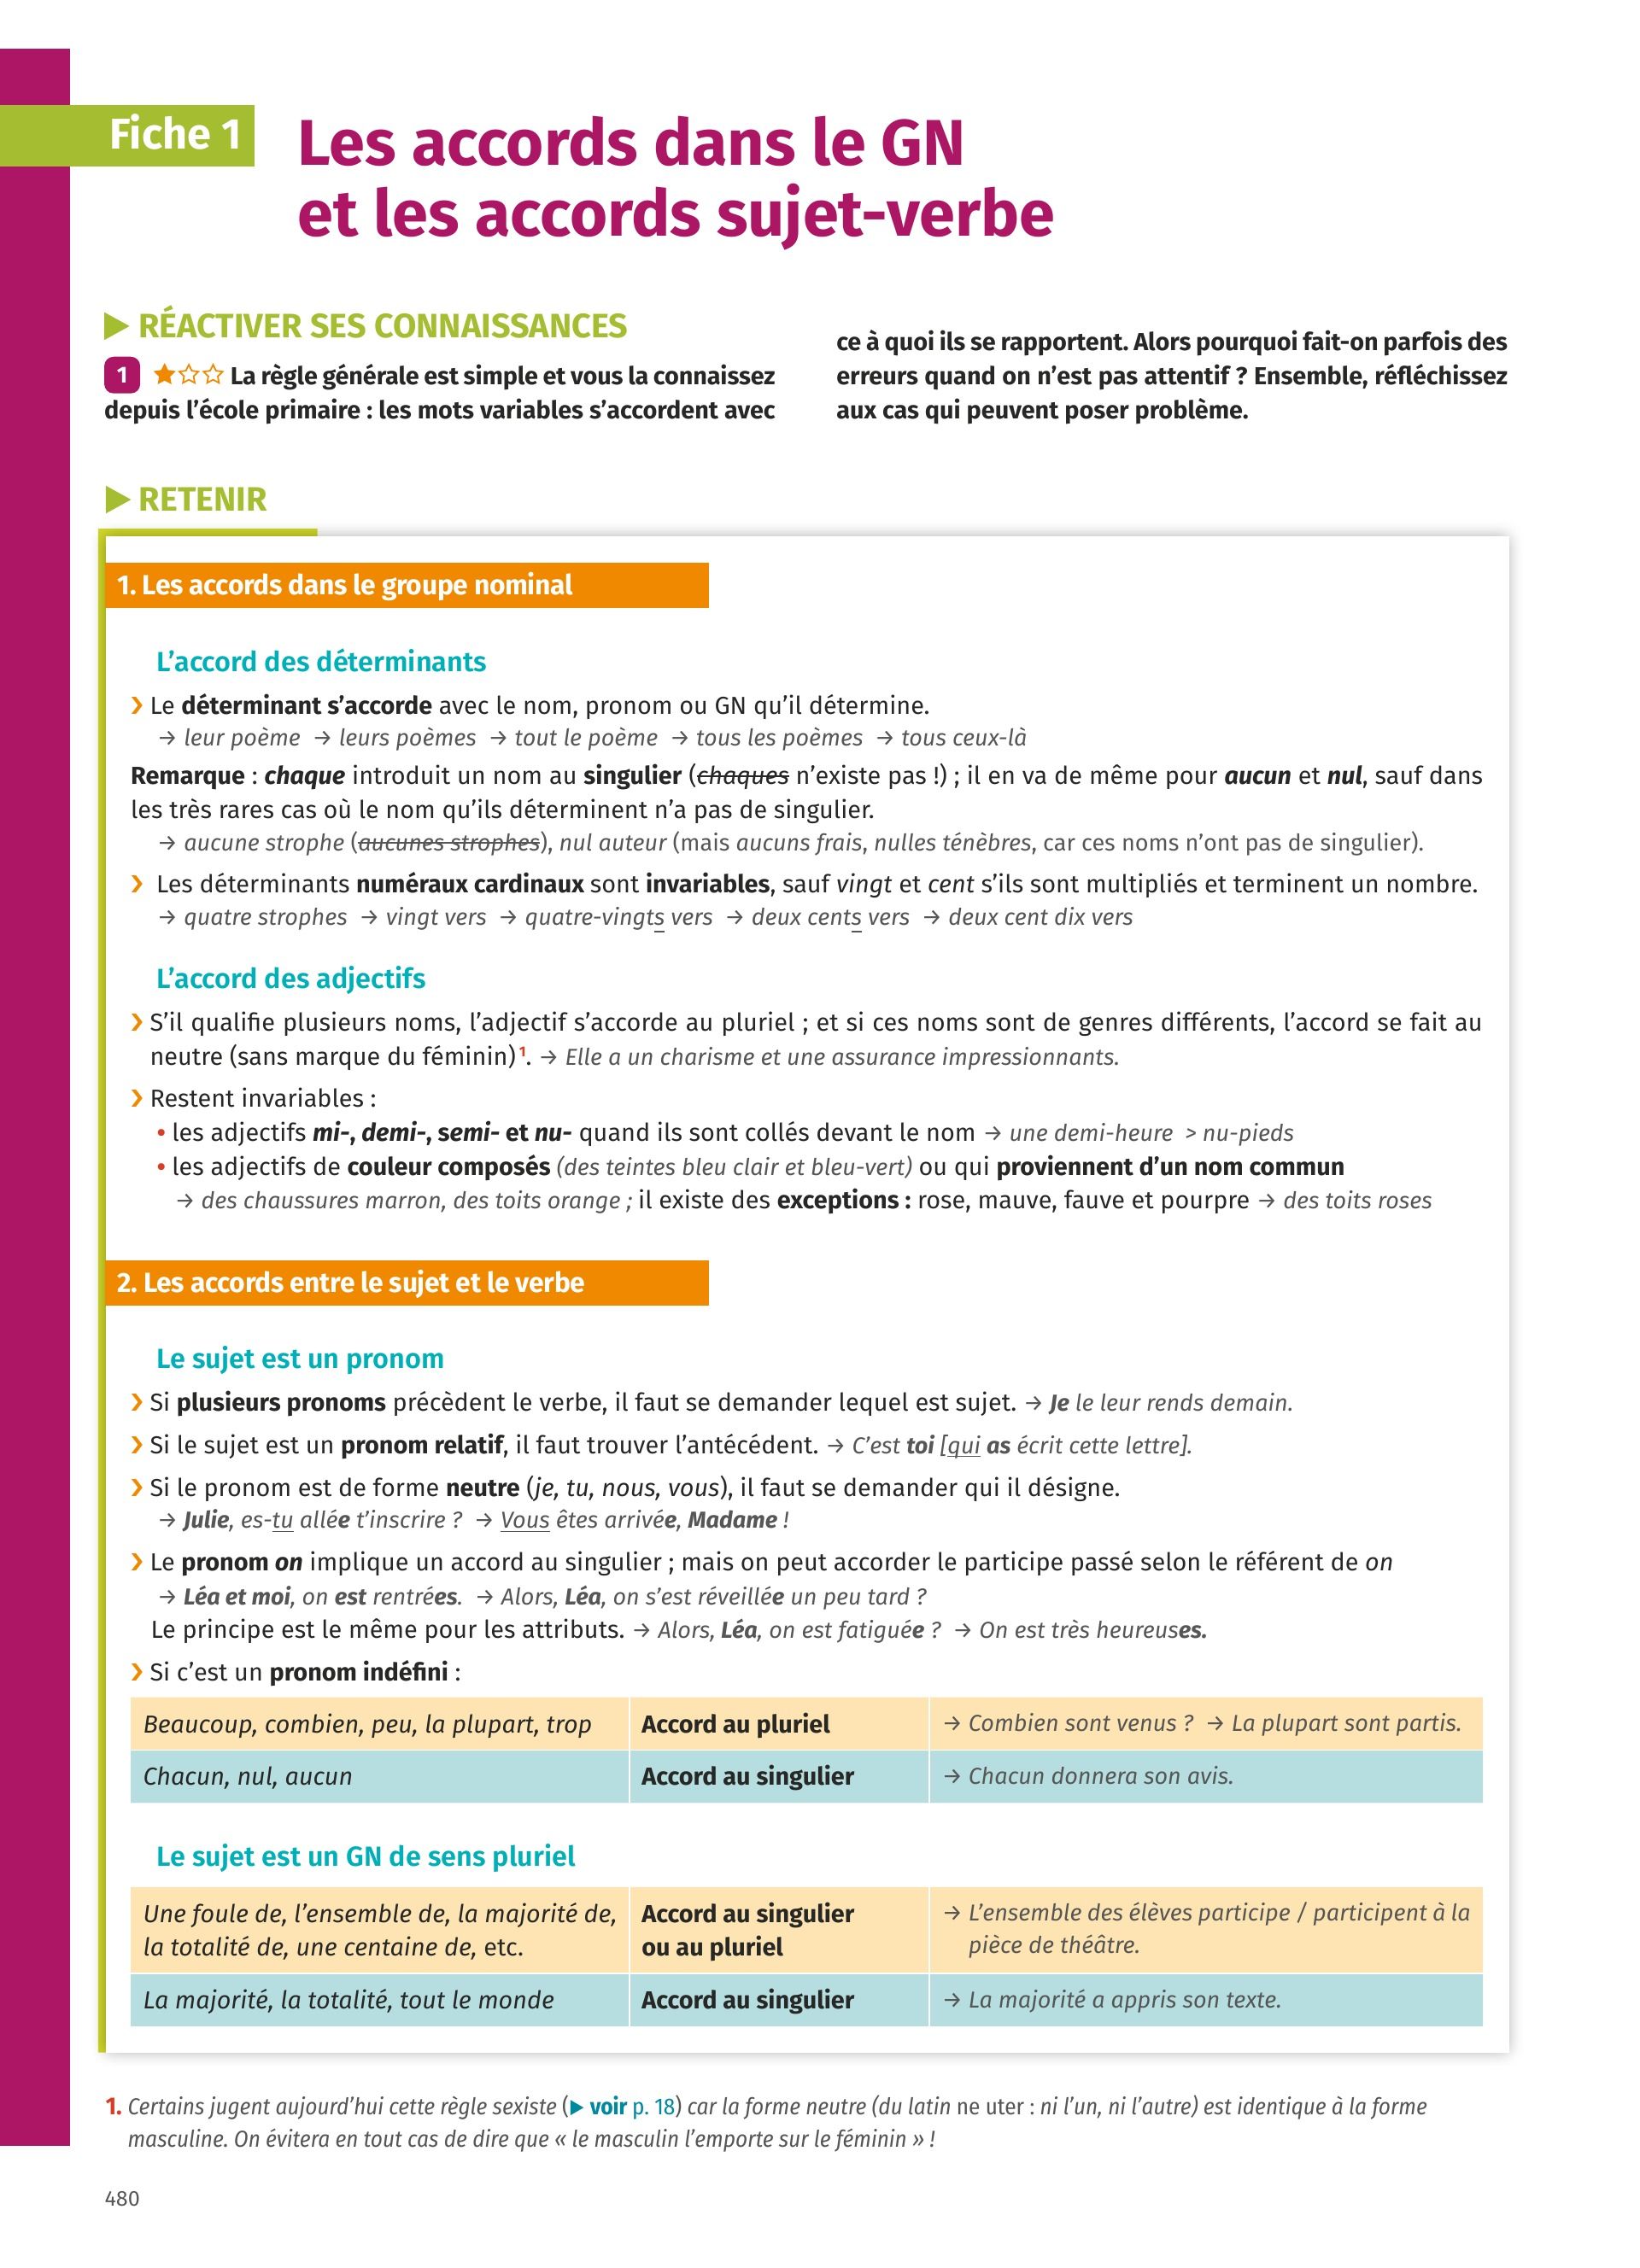 Fiche 1
Les accords dans le GN
et les accords sujet-verbe
▶ RÉACTIVER SES CONNAISSANCES
1 ★☆☆ La règle générale est simple et vous la connaissez
depuis l’école primaire : les mots variables s’accordent avec
ce à quoi ils se rapportent. Alors pourquoi fait-on parfois des
erreurs quand on n’est pas attentif ? Ensemble, réfléchissez
aux cas qui peuvent poser problème.
▶ RETENIR
1. Les accords dans le groupe nominal
L’accord des déterminants
› Le déterminant s’accorde avec le nom, pronom ou GN qu’il détermine.
→ leur poème → leurs poèmes → tout le poème → tous les poèmes → tous ceux-là
Remarque : chaque introduit un nom au singulier (chaques n’existe pas !) ; il en va de même pour aucun et nul, sauf dans
les très rares cas où le nom qu’ils déterminent n’a pas de singulier.
→ aucune strophe (aucunes strophes), nul auteur (mais aucuns frais, nulles ténèbres, car ces noms n’ont pas de singulier).
› Les déterminants numéraux cardinaux sont invariables, sauf vingt et cent s’ils sont multipliés et terminent un nombre.
→ quatre strophes → vingt vers → quatre-vingts vers → deux cents vers → deux cent dix vers
L’accord des adjectifs
› S’il qualifie plusieurs noms, l’adjectif s’accorde au pluriel ; et si ces noms sont de genres différents, l’accord se fait au
neutre (sans marque du féminin)¹. → Elle a un charisme et une assurance impressionnants.
› Restent invariables :
• les adjectifs mi-, demi-, semi- et nu- quand ils sont collés devant le nom → une demi-heure > nu-pieds
• les adjectifs de couleur composés (des teintes bleu clair et bleu-vert) ou qui proviennent d’un nom commun
→ des chaussures marron, des toits orange ; il existe des exceptions : rose, mauve, fauve et pourpre → des toits roses
2. Les accords entre le sujet et le verbe
Le sujet est un pronom
› Si plusieurs pronoms précèdent le verbe, il faut se demander lequel est sujet. → Je le leur rends demain.
› Si le sujet est un pronom relatif, il faut trouver l’antécédent. → C’est toi [qui as écrit cette lettre].
› Si le pronom est de forme neutre (je, tu, nous, vous), il faut se demander qui il désigne.
→ Julie, es-tu allée t’inscrire ? → Vous êtes arrivée, Madame !
› Le pronom on implique un accord au singulier ; mais on peut accorder le participe passé selon le référent de on
→ Léa et moi, on est rentrées. → Alors, Léa, on s’est réveillée un peu tard ?
Le principe est le même pour les attributs. → Alors, Léa, on est fatiguée ? → On est très heureuses.
› Si c’est un pronom indéfini :
Beaucoup, combien, peu, la plupart, trop Accord au pluriel → Combien sont venus ? → La plupart sont partis.
Chacun, nul, aucun Accord au singulier → Chacun donnera son avis.
Le sujet est un GN de sens pluriel
Une foule de, l’ensemble de, la majorité de, Accord au singulier → L’ensemble des élèves participe / participent à la
la totalité de, une centaine de, etc. ou au pluriel pièce de théâtre.
La majorité, la totalité, tout le monde Accord au singulier → La majorité a appris son texte.
1. Certains jugent aujourd’hui cette règle sexiste (▶ voir p. 18) car la forme neutre (du latin ne uter : ni l’un, ni l’autre) est identique à la forme
masculine. On évitera en tout cas de dire que « le masculin l’emporte sur le féminin » !
480